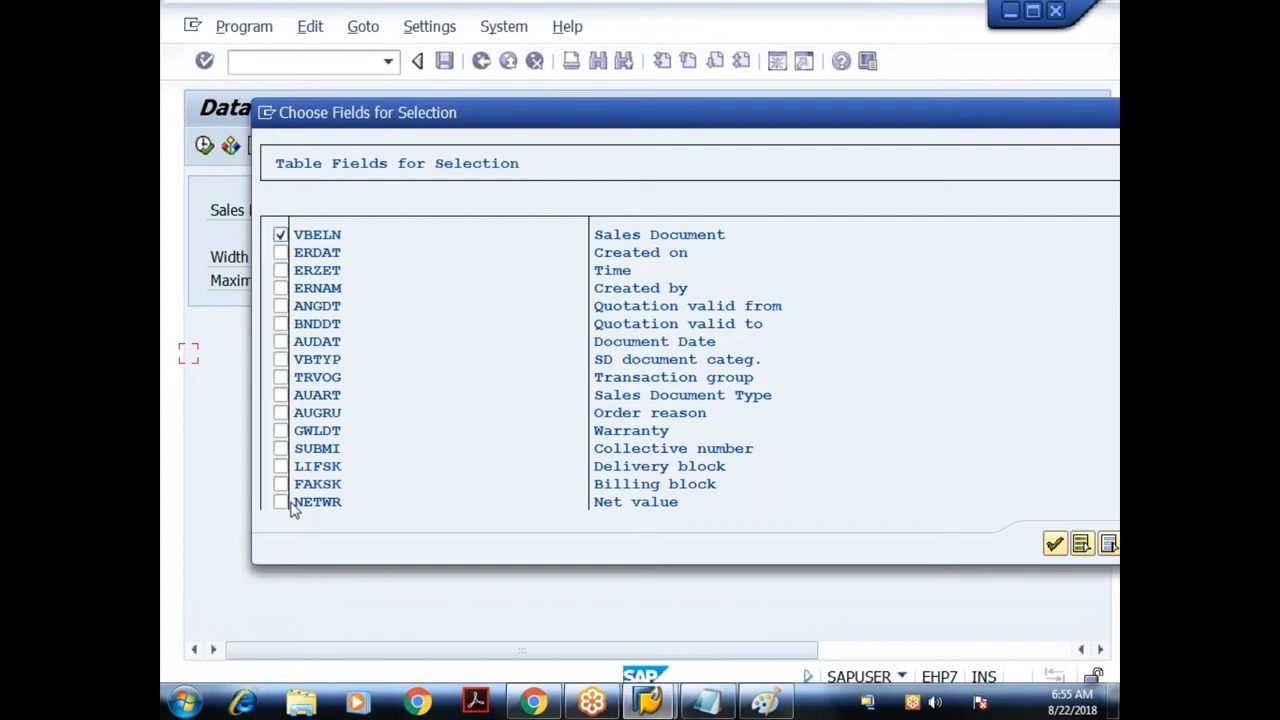 Program Edit Goto Settings System Help
Data
Choose Fields for Selection
Table Fields for Selection
Sales
Width
Maxim
VBELN Sales Document
ERDAT Created on
ERZET Time
ERNAM Created by
ANGDT Quotation valid from
BNDDT Quotation valid to
AUDAT Document Date
VBTYP SD document categ.
TRVOG Transaction group
AUART Sales Document Type
AUGRU Order reason
GWLDT Warranty
SUBMI Collective number
LIFSK Delivery block
FAKSK Billing block
NETWR Net value
SAP
SAPUSER EHP7 INS
6:55 AM
8/22/2018